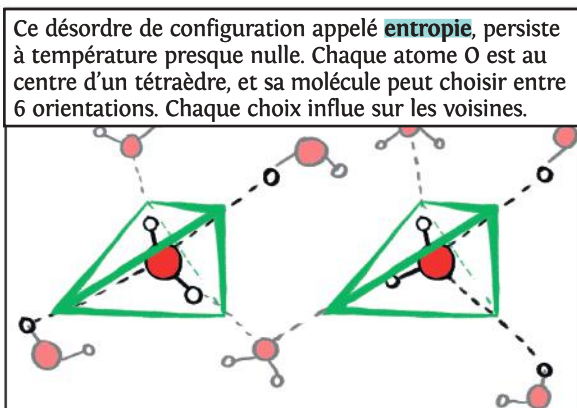 Ce désordre de configuration appelé entropie, persiste
à température presque nulle. Chaque atome O est au
centre d’un tétraèdre, et sa molécule peut choisir entre
6 orientations. Chaque choix influe sur les voisines.